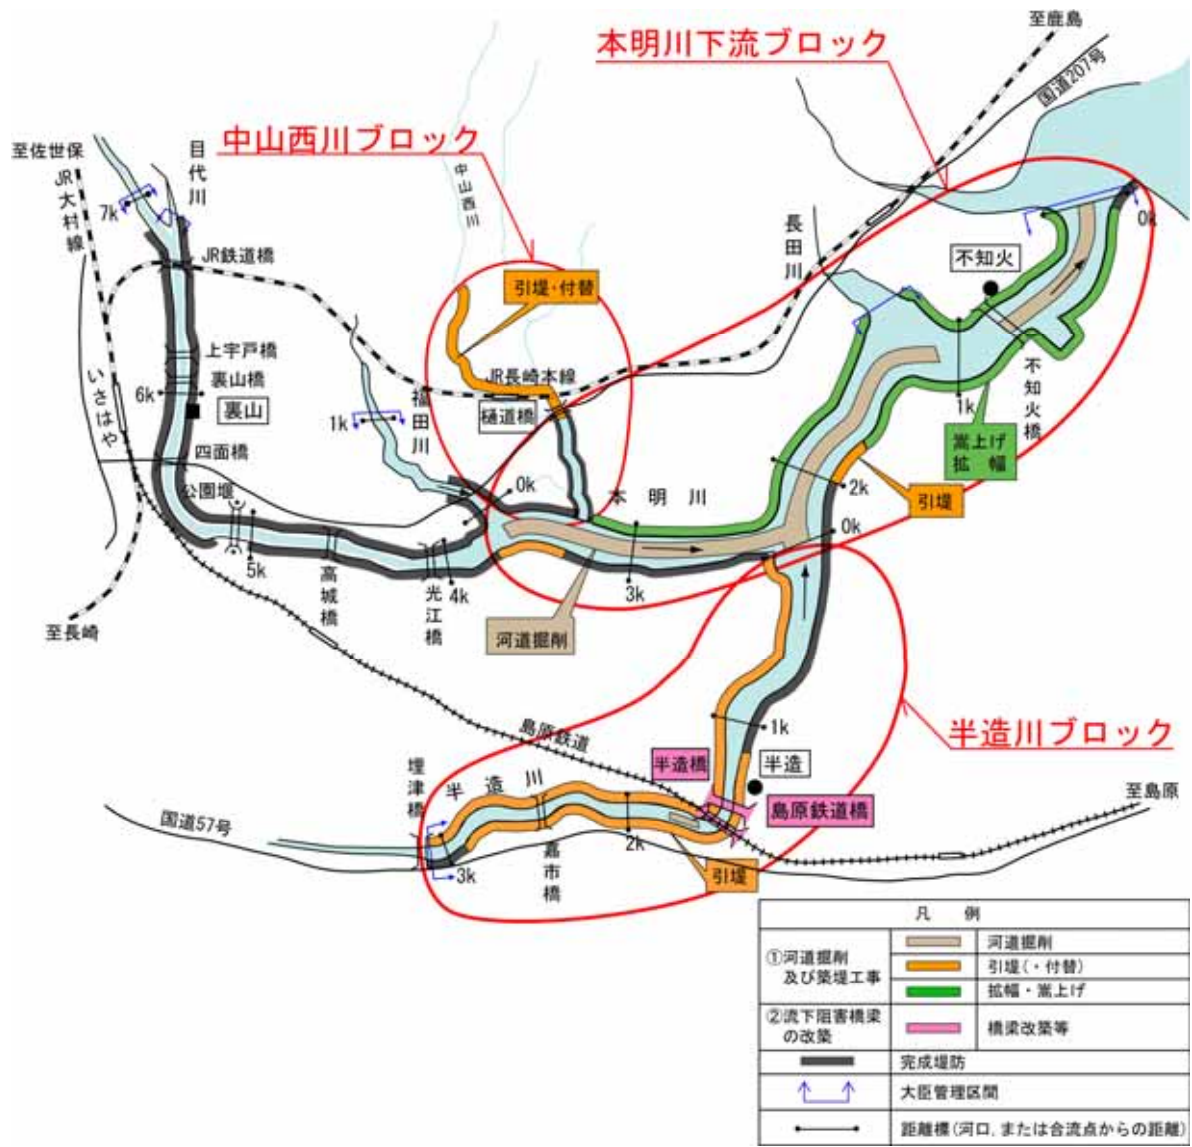 至鹿島
本明川下流ブロック
国道207号
中山西川ブロック
至佐世保
JR大村線
目代川
中山西川
7k
0k
長田川
不知火
JR鉄道橋
引堤・付替
上宇戸橋
裏山橋
6k
裏山
いさはや
JR長崎本線
樋道橋
福田川
1k
1k
不知火橋
嵩上げ
拡幅
四面橋
公園堰
0k
本明川
2k
引堤
0k
5k
高城橋
光江橋
4k
3k
河道掘削
至長崎
島原鉄道
1k
半造川ブロック
半造橋
半造
島原鉄道橋
至島原
埋津橋
半造川
国道57号
3k
嘉市橋
2k
引堤
凡 例
①河道掘削
及び築堤工事
河道掘削
引堤(・付替)
拡幅・嵩上げ
②流下阻害橋梁
の改築
橋梁改築等
完成堤防
大臣管理区間
距離標(河口、または合流点からの距離)